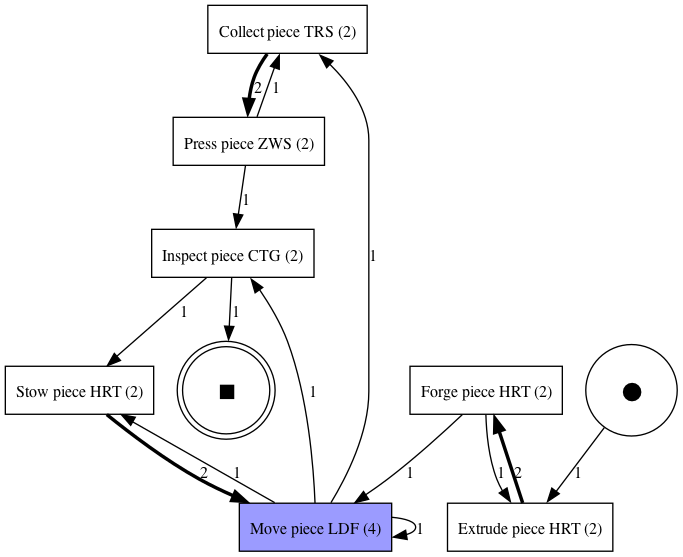 Collect piece TRS (2)
2
1
Press piece ZWS (2)
1
Inspect piece CTG (2)
1
1
1
1
Stow piece HRT (2)
Forge piece HRT (2)
2
1
1
1
2
1
Move piece LDF (4)
1
Extrude piece HRT (2)